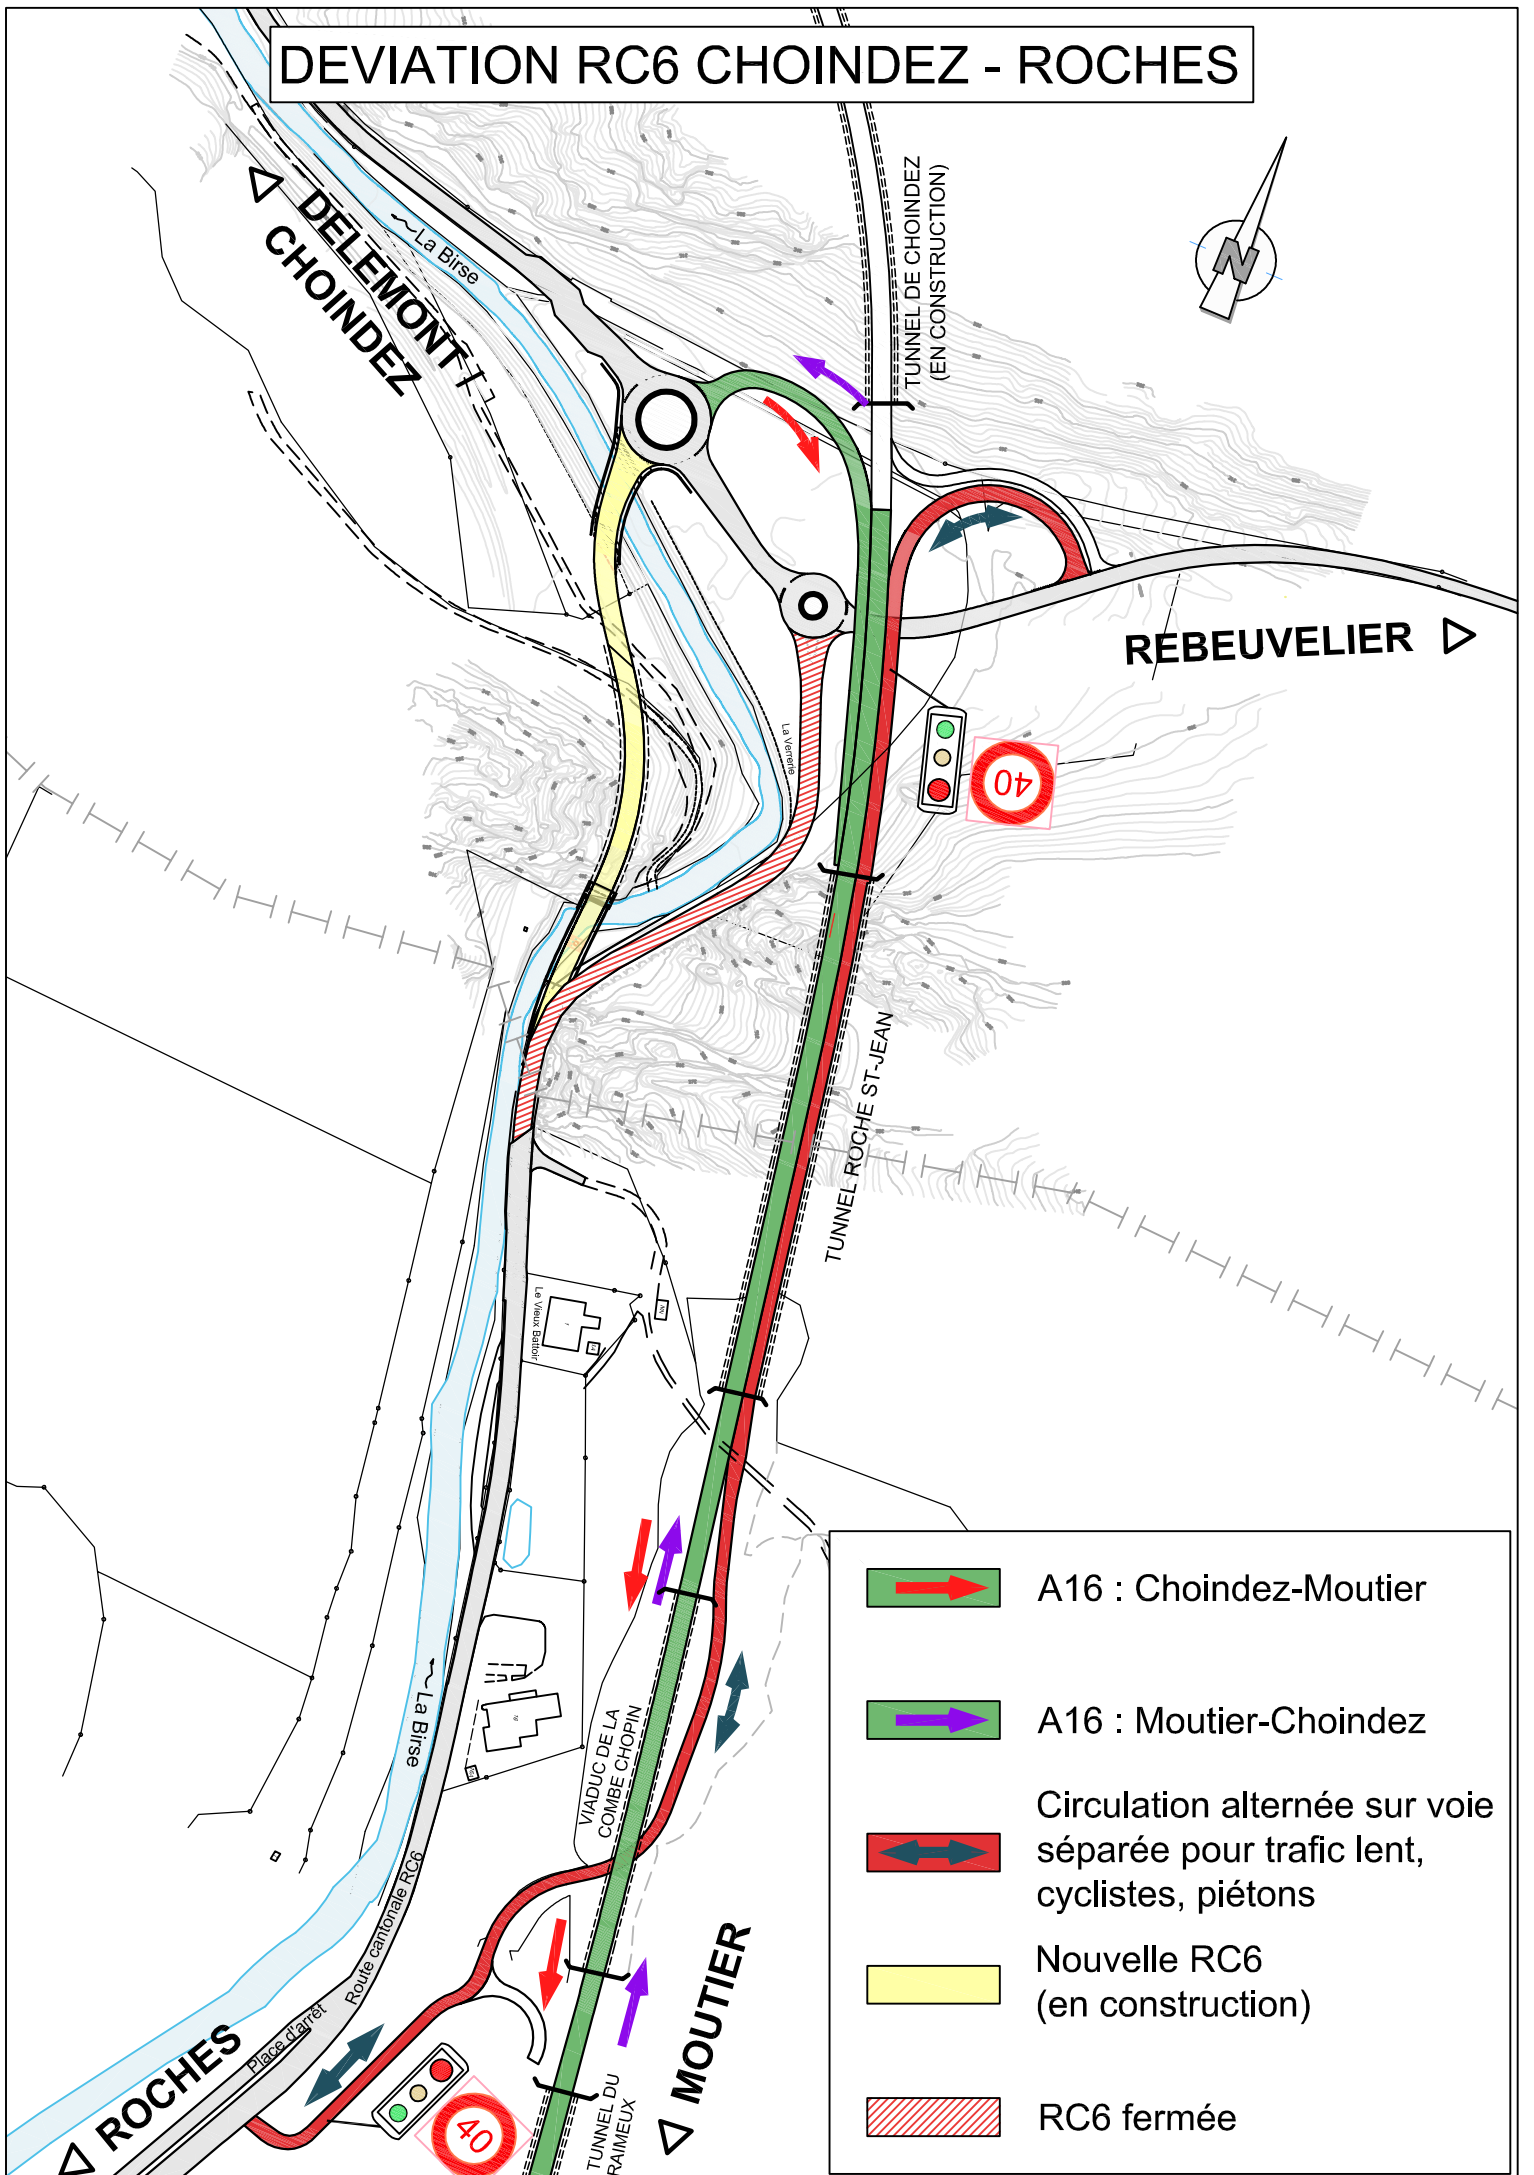 DEVIATION RC6 CHOINDEZ - ROCHES
TUNNEL DE CHOINDEZ
(EN CONSTRUCTION)
N
DELEMONT
CHOINDEZ
La Birse
REBEUVELIER
La Verrerie
40
TUNNEL ROCHE ST-JEAN
Le Vieux Battoir
La Birse
VIADUC DE LA
COMBE CHOPIN
Route cantonale RC6
Place d'arrêt
ROCHES
MOUTIER
40
TUNNEL DU
RAIMEUX
A16 : Choindez-Moutier
A16 : Moutier-Choindez
Circulation alternée sur voie
séparée pour trafic lent,
cyclistes, piétons
Nouvelle RC6
(en construction)
RC6 fermée